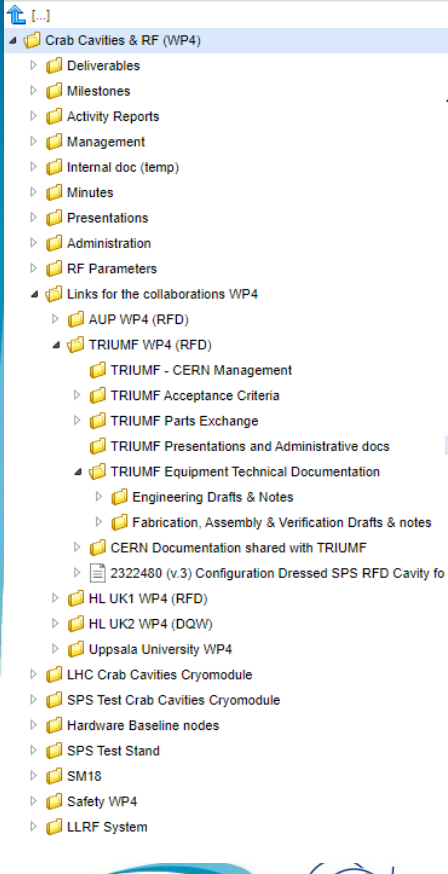 [...]
Crab Cavities & RF (WP4)
Deliverables
Milestones
Activity Reports
Management
Internal doc (temp)
Minutes
Presentations
Administration
RF Parameters
Links for the collaborations WP4
AUP WP4 (RFD)
TRIUMF WP4 (RFD)
TRIUMF - CERN Management
TRIUMF Acceptance Criteria
TRIUMF Parts Exchange
TRIUMF Presentations and Administrative docs
TRIUMF Equipment Technical Documentation
Engineering Drafts & Notes
Fabrication, Assembly & Verification Drafts & notes
CERN Documentation shared with TRIUMF
2322480 (v.3) Configuration Dressed SPS RFD Cavity fo
HL UK1 WP4 (RFD)
HL UK2 WP4 (DQW)
Uppsala University WP4
LHC Crab Cavities Cryomodule
SPS Test Crab Cavities Cryomodule
Hardware Baseline nodes
SPS Test Stand
SM18
Safety WP4
LLRF System